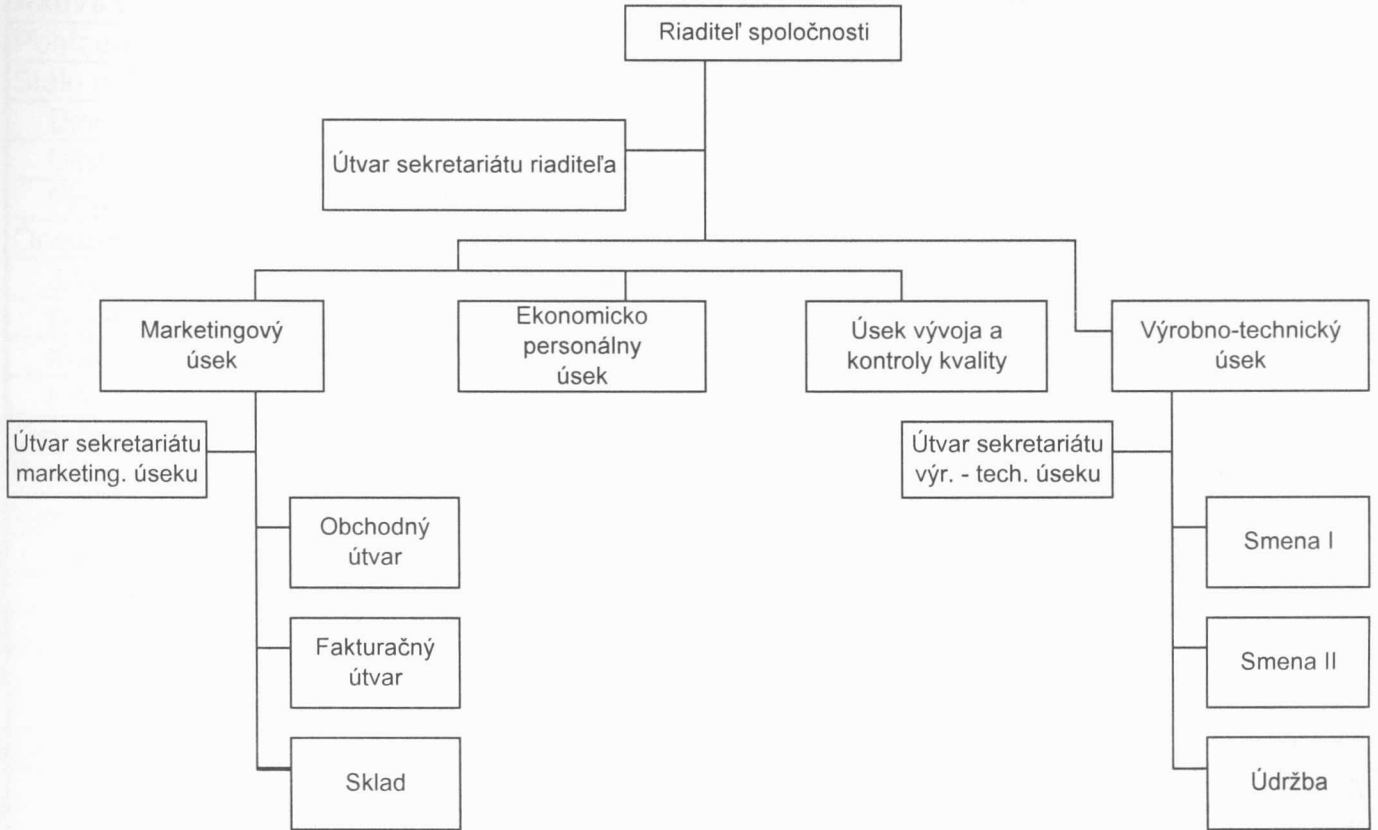 Riaditeľ spoločnosti
Útvar sekretariátu riaditeľa
Marketingový
úsek
Ekonomicko
personálny
úsek
Úsek vývoja a
kontroly kvality
Výrobno-technický
úsek
Útvar sekretariátu
marketing. úseku
Útvar sekretariátu
výr. - tech. úseku
Obchodný
útvar
Smena I
Fakturačný
útvar
Smena II
Sklad
Údržba